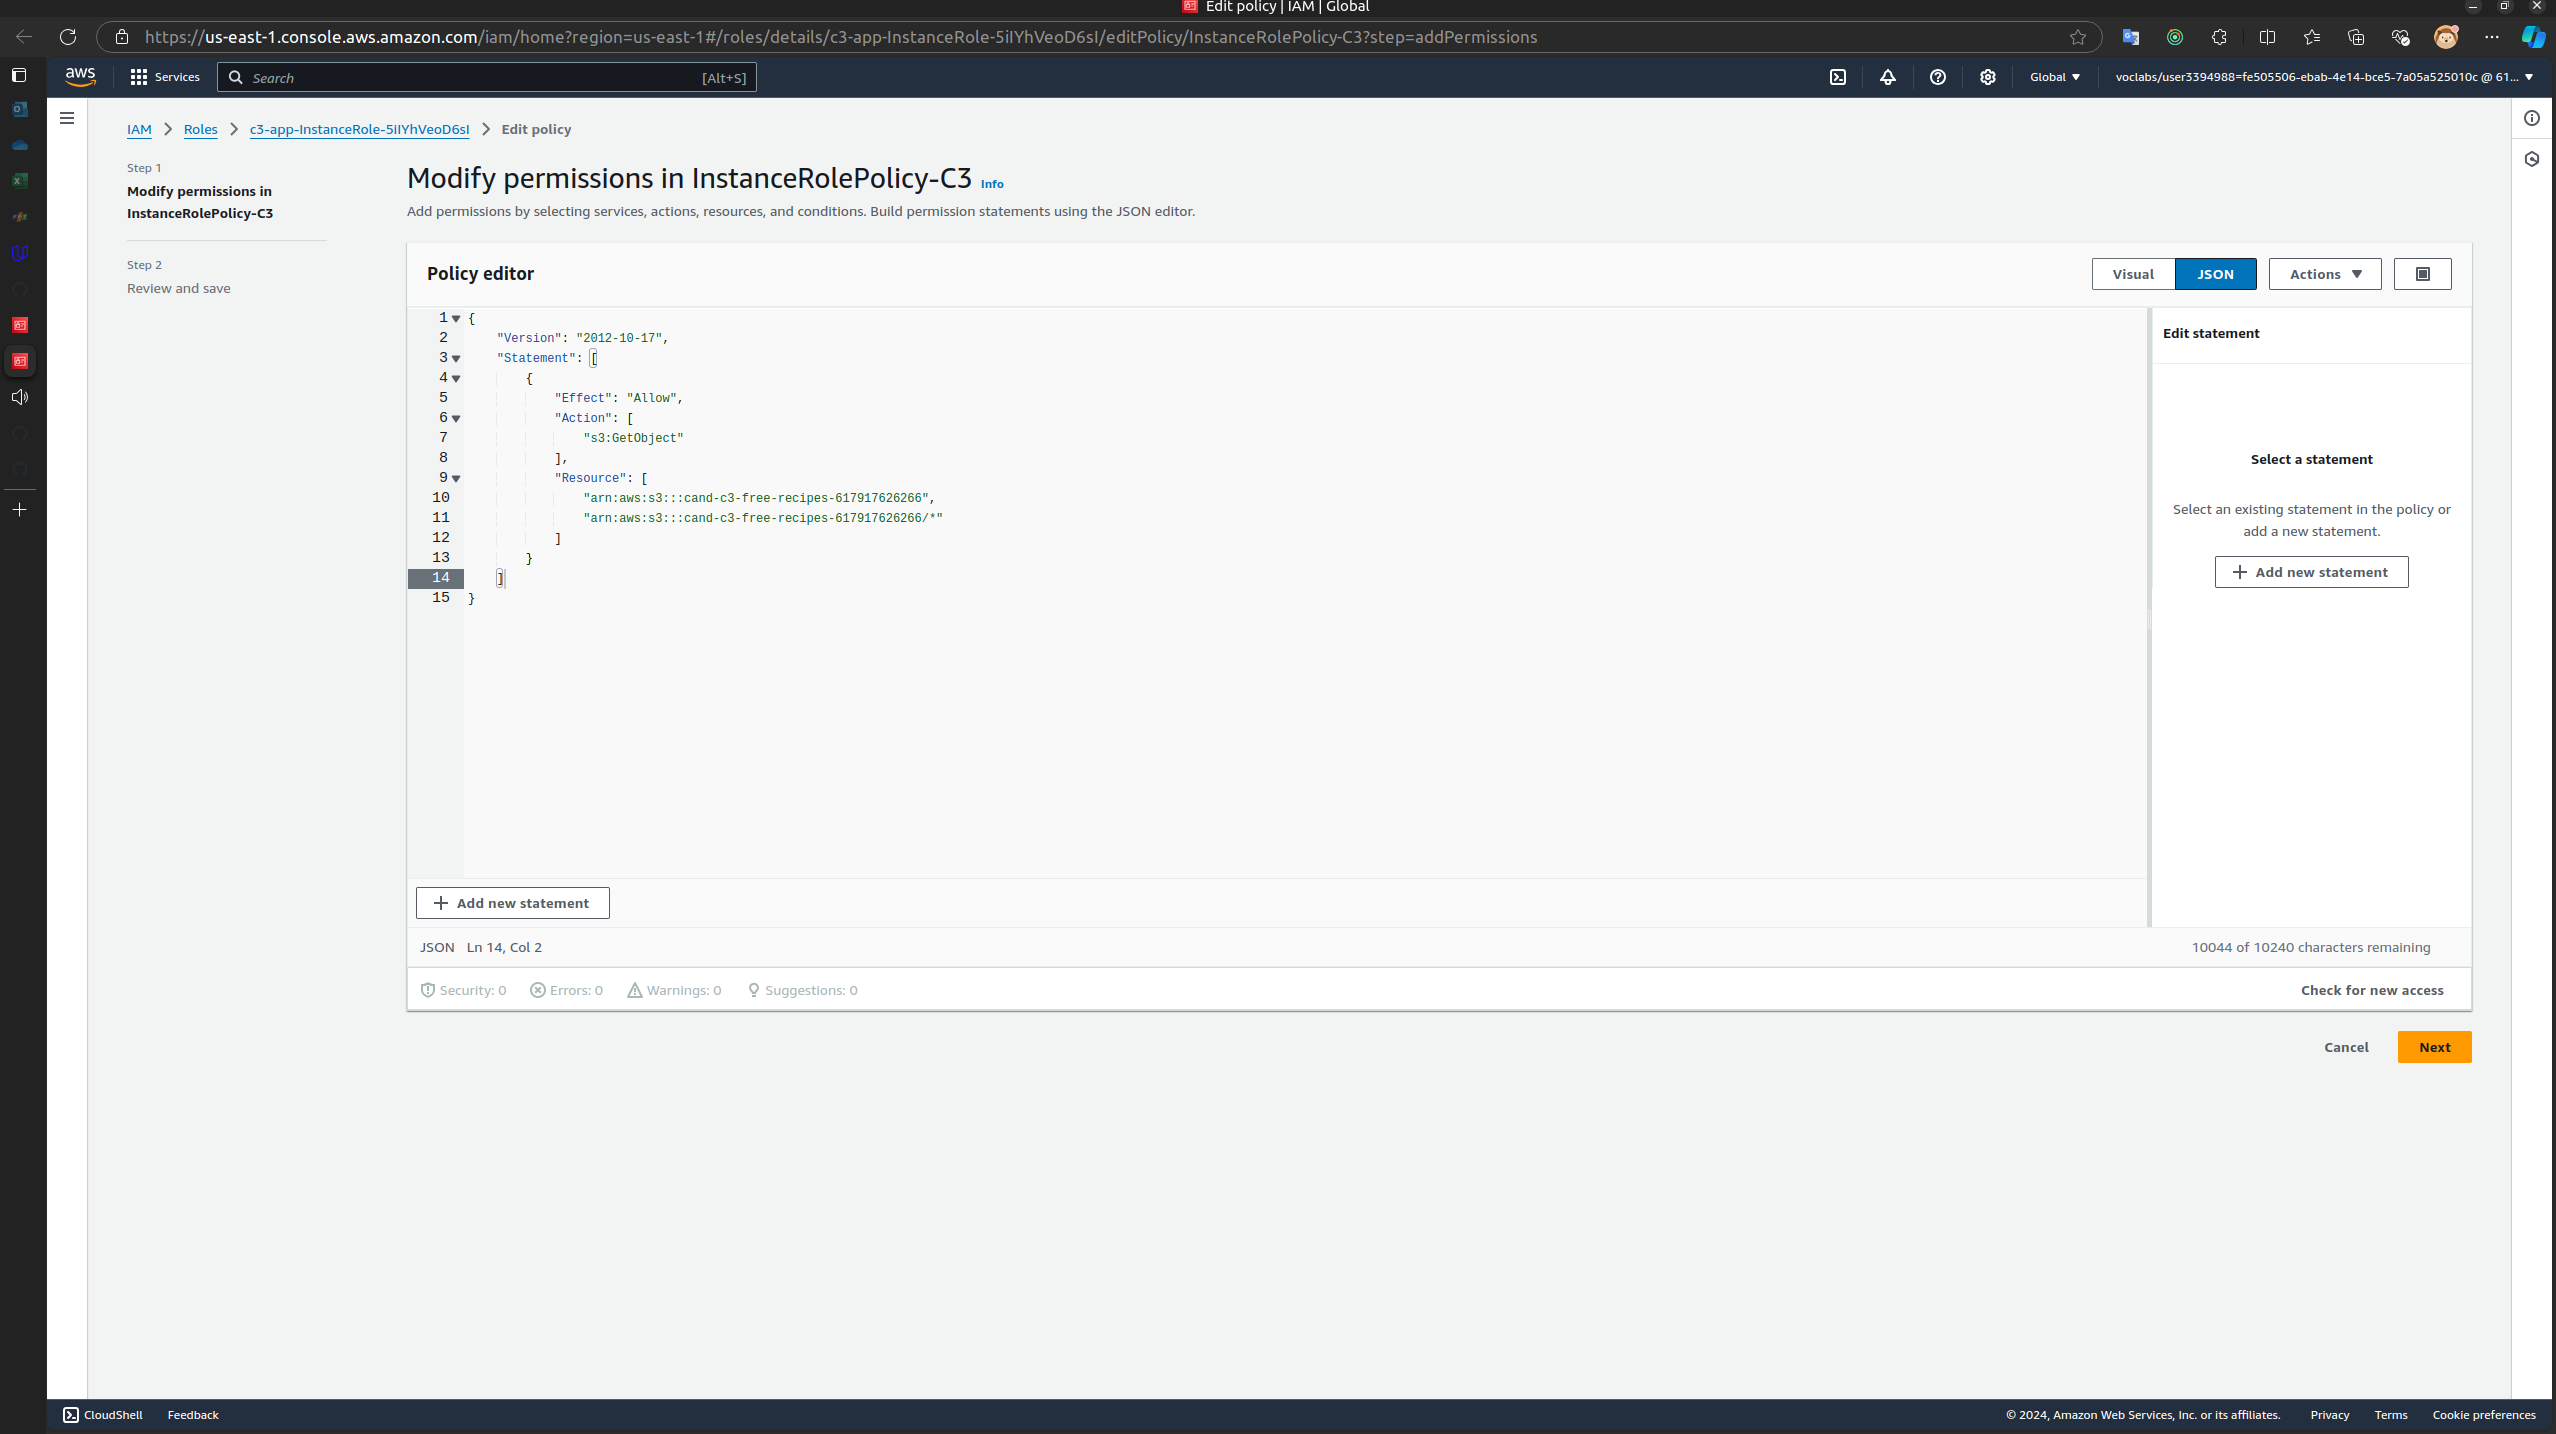 Edit policy | IAM | Global
https://us-east-1.console.aws.amazon.com/iam/home?region=us-east-1#/roles/details/c3-app-InstanceRole-5iIYhVeoD6sI/editPolicy/InstanceRolePolicy-C3?step=addPermissions
aws
Services
Search
[Alt+S]
Global
voclabs/user3394988=fe505506-ebab-4e14-bce5-7a05a525010c @ 61...
IAM
Roles
c3-app-InstanceRole-5iIYhVeoD6sI
Edit policy
Step 1
Modify permissions in
InstanceRolePolicy-C3
Step 2
Review and save
Modify permissions in InstanceRolePolicy-C3 Info
Add permissions by selecting services, actions, resources, and conditions. Build permission statements using the JSON editor.
Policy editor
Visual
JSON
Actions
1 {
2 "Version": "2012-10-17",
3 "Statement": [
4 {
5 "Effect": "Allow",
6 "Action": [
7 "s3:GetObject"
8 ],
9 "Resource": [
10 "arn:aws:s3:::cand-c3-free-recipes-617917626266",
11 "arn:aws:s3:::cand-c3-free-recipes-617917626266/*"
12 ]
13 }
14 ]
15 }
Edit statement
Select a statement
Select an existing statement in the policy or
add a new statement.
Add new statement
Add new statement
JSON Ln 14, Col 2
10044 of 10240 characters remaining
Security: 0
Errors: 0
Warnings: 0
Suggestions: 0
Check for new access
Cancel
Next
CloudShell
Feedback
© 2024, Amazon Web Services, Inc. or its affiliates.
Privacy
Terms
Cookie preferences